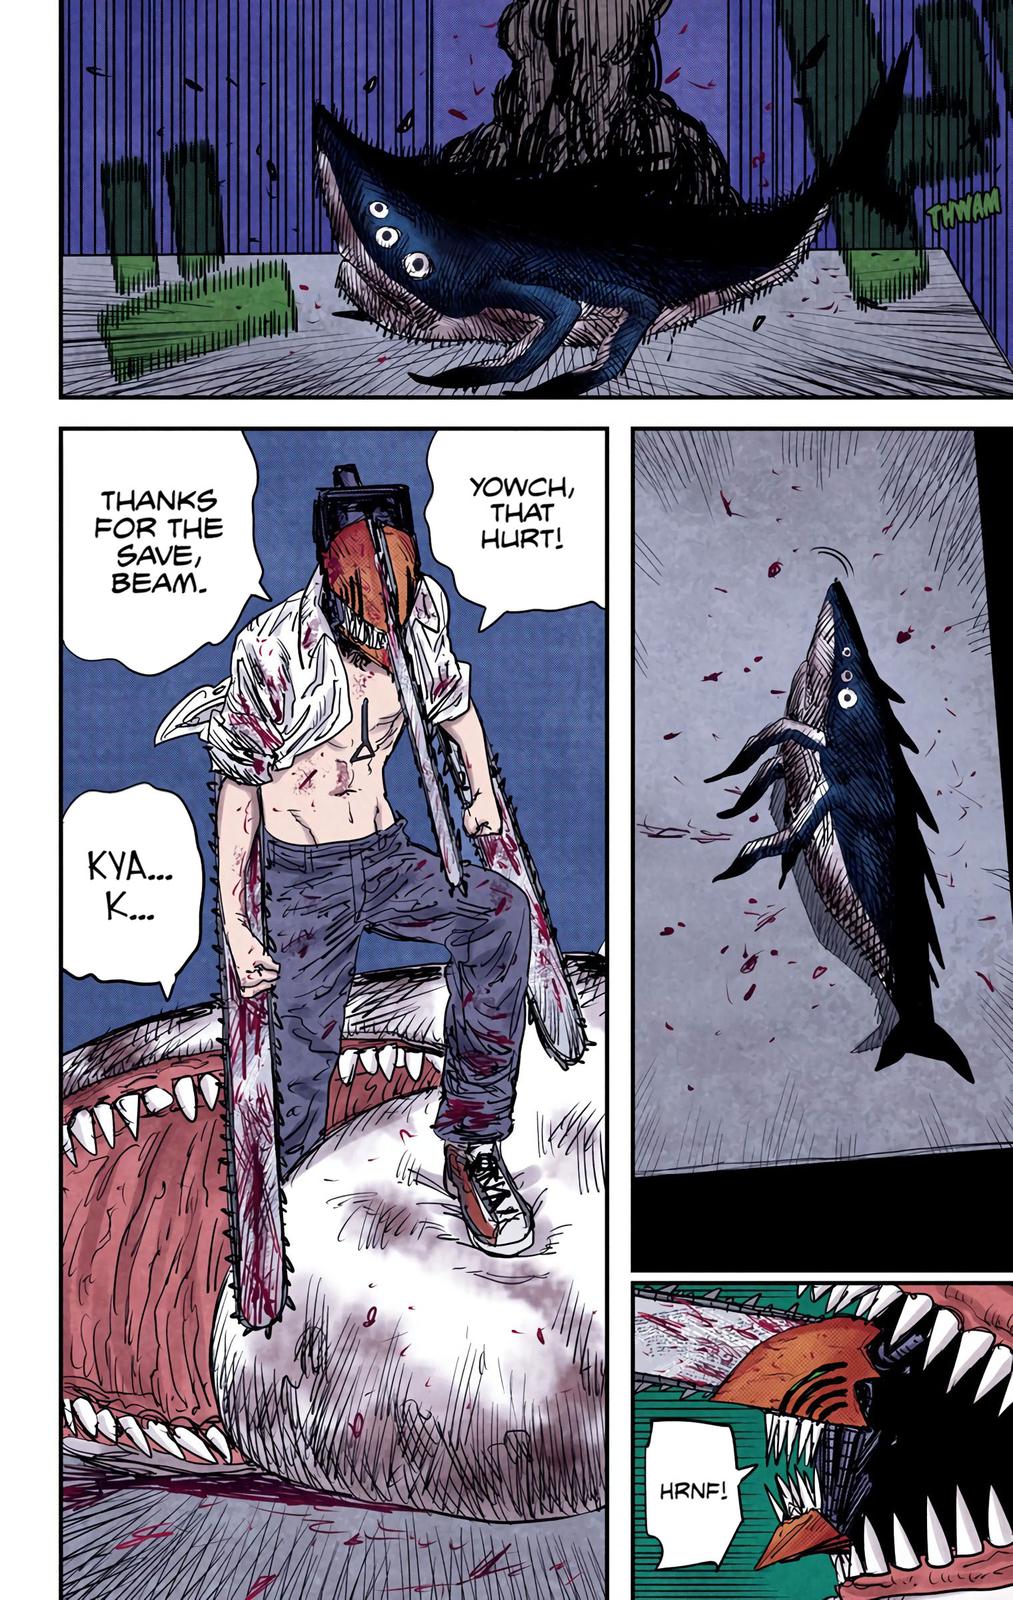 THWAM
HRNF!
YOWCH,
THAT
HURT!
THANKS
FOR THE
SAVE,
BEAM.
KYA...
K...